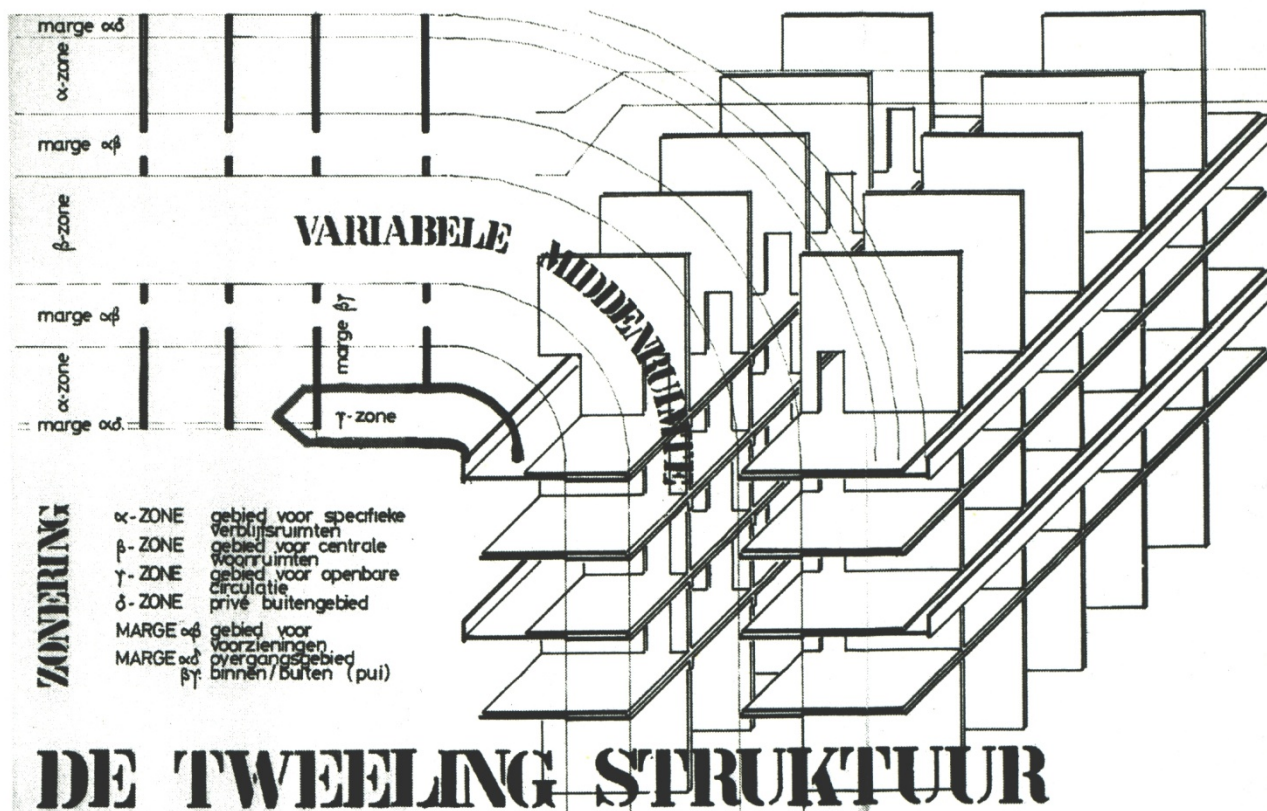 marge αδ
α-zone
marge αβ
β-zone
marge αβ
α-zone
marge αδ.
marge βγ
γ-zone
VARIABELE MIDDENRUIMTE
ZONERING
α-ZONE gebied voor specifieke
verblijfsruimten
β-ZONE gebied voor centrale
woonruimten
γ-ZONE gebied voor openbare
circulatie
δ-ZONE privé buitengebied
MARGE αβ gebied voor
voorzieningen
MARGE αδ overgangsgebied
βγ. binnen/buiten (pui)
DE TWEELING STRUKTUUR